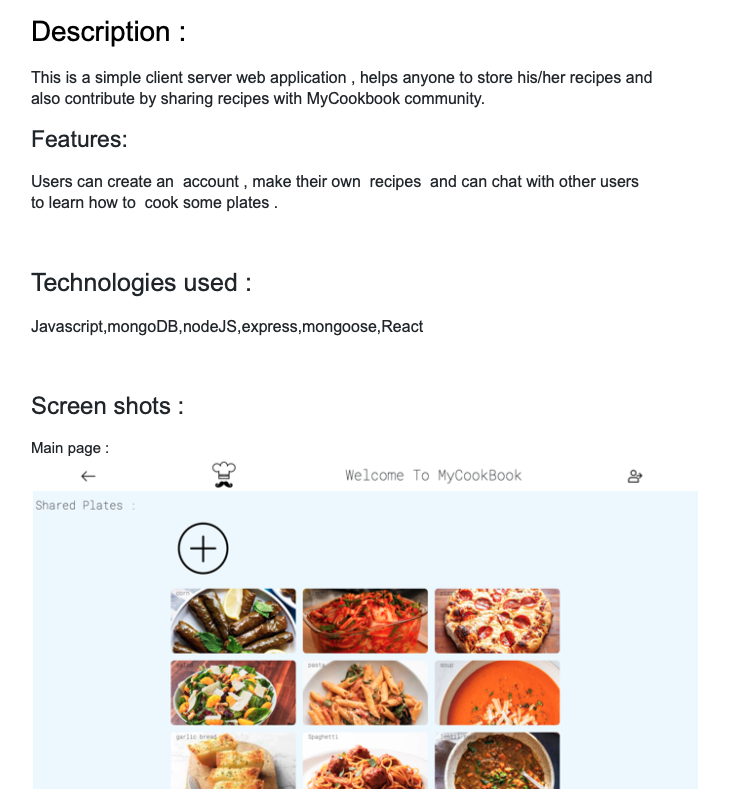 Description :
This is a simple client server web application , helps anyone to store his/her recipes and
also contribute by sharing recipes with MyCookbook community.
Features:
Users can create an  account , make their own  recipes  and can chat with other users
to learn how to  cook some plates .
Technologies used :
Javascript,mongoDB,nodeJS,express,mongoose,React
Screen shots :
Main page :
Welcome To MyCookBook
Shared Plates :
pasta
soup
garlic bread
Spaghetti